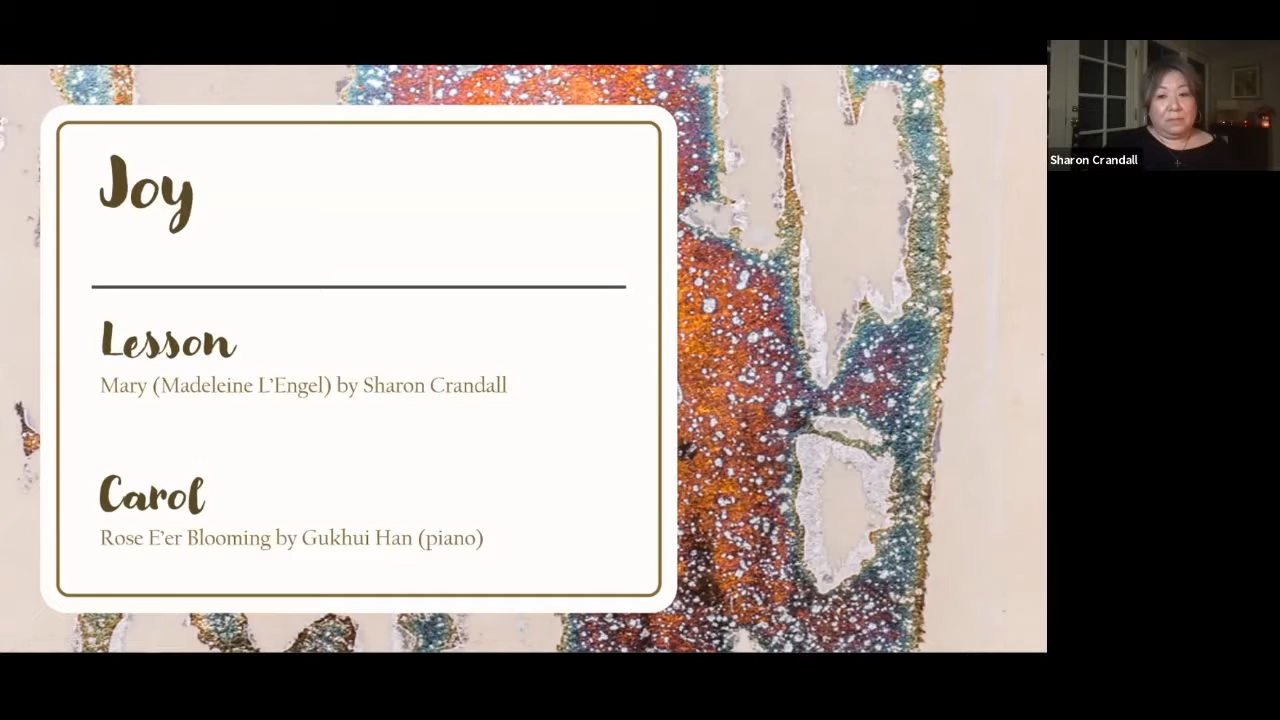 Joy
Lesson
Mary (Madeleine L'Engel) by Sharon Crandall
Carol
Rose E'er Blooming by Gukhui Han (piano)
Sharon Crandall